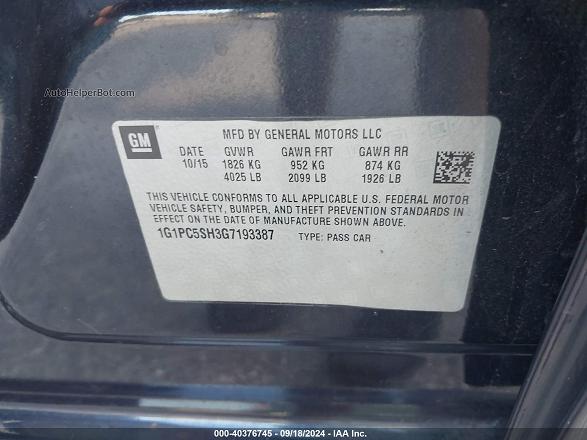 AutoHelperBot.com
GM
MFD BY GENERAL MOTORS LLC
DATE GVWR GAWR FRT GAWR RR
10/15 1826 KG 952 KG 874 KG
4025 LB 2099 LB 1926 LB
THIS VEHICLE CONFORMS TO ALL APPLICABLE U.S. FEDERAL MOTOR
VEHICLE SAFETY, BUMPER, AND THEFT PREVENTION STANDARDS IN
EFFECT ON THE DATE OF MANUFACTURE SHOWN ABOVE.
1G1PC5SH3G7193387 TYPE: PASS CAR
000-40376745 - 09/18/2024 - IAA Inc.